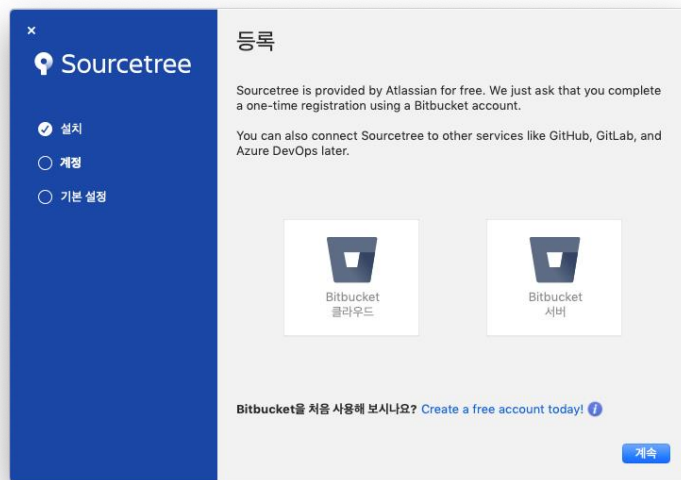 Sourcetree
설치
계정
기본 설정
등록
Sourcetree is provided by Atlassian for free. We just ask that you complete
a one-time registration using a Bitbucket account.
You can also connect Sourcetree to other services like GitHub, GitLab, and
Azure DevOps later.
Bitbucket
클라우드
Bitbucket
서버
Bitbucket을 처음 사용해 보시나요? Create a free account today! i
계속